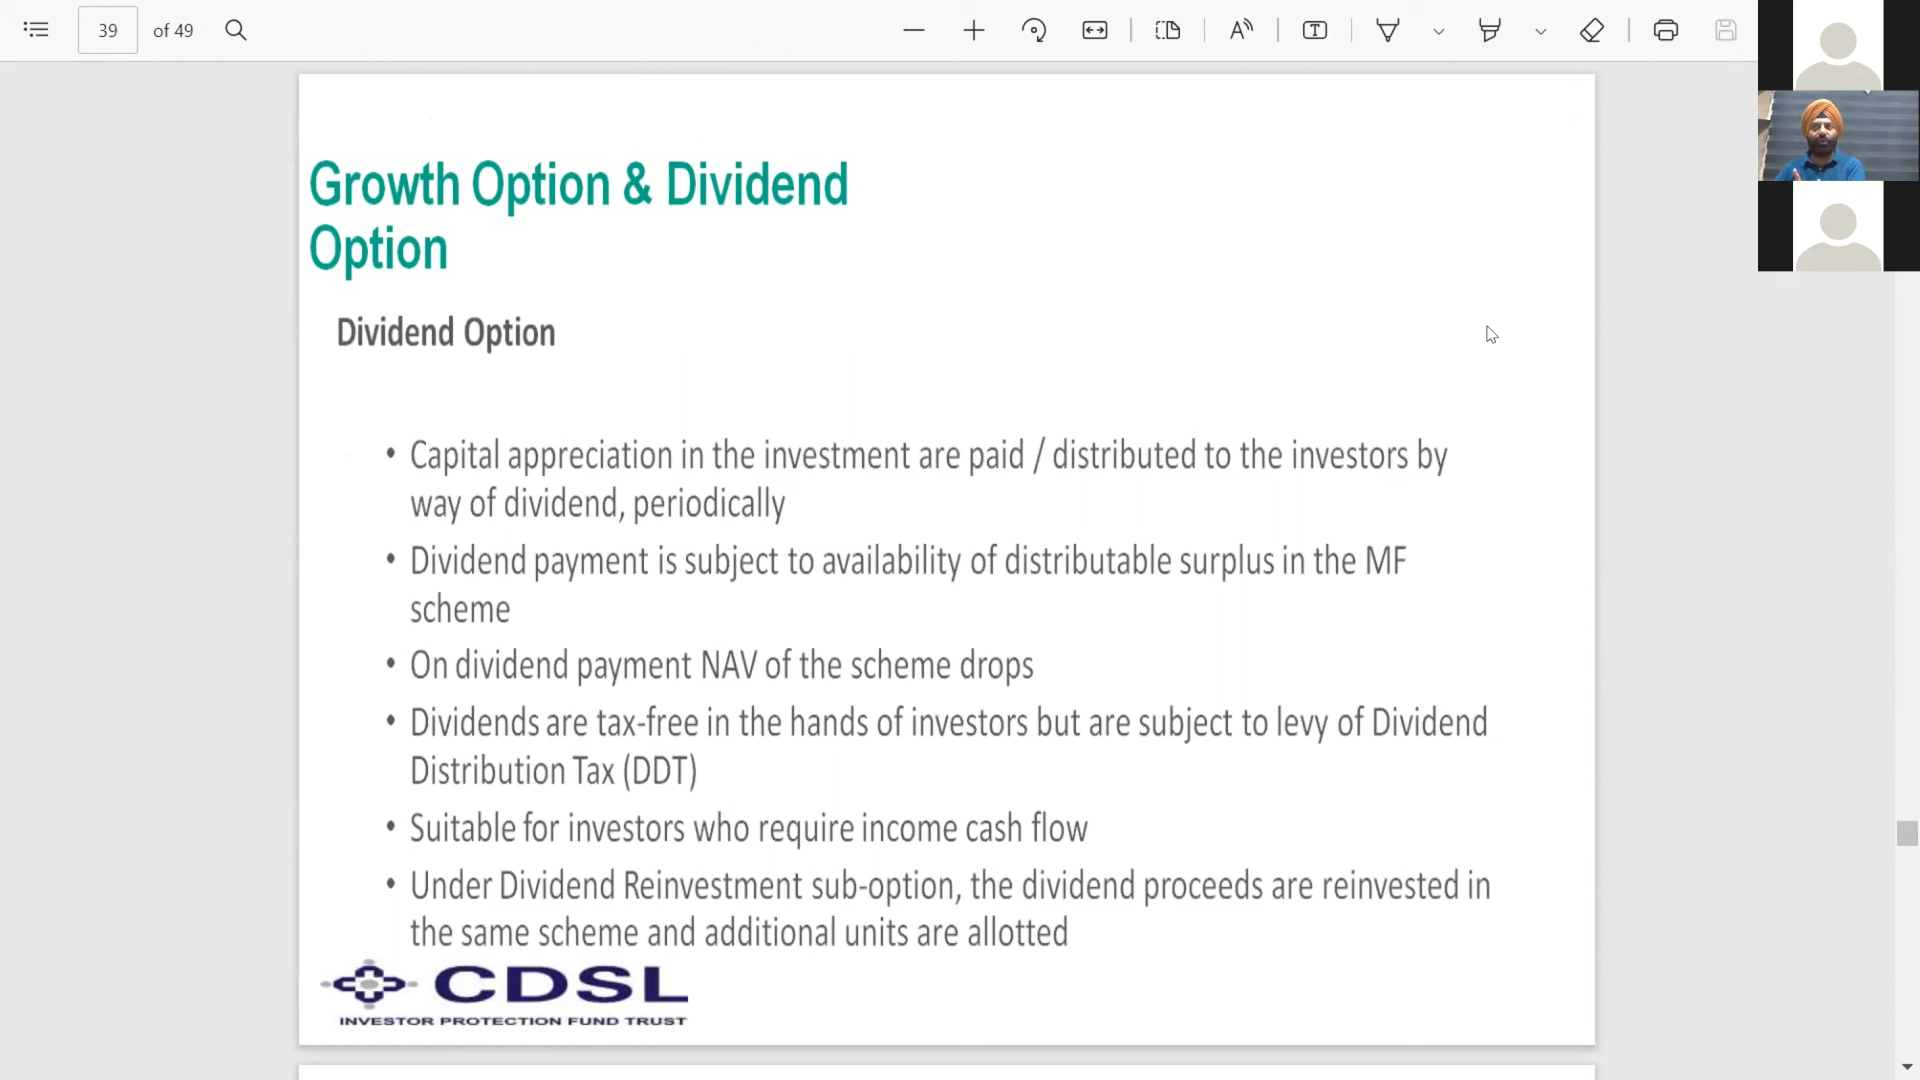 39 of 49
Growth Option & Dividend
Option
Dividend Option
• Capital appreciation in the investment are paid / distributed to the investors by
way of dividend, periodically
• Dividend payment is subject to availability of distributable surplus in the MF
scheme
• On dividend payment NAV of the scheme drops
• Dividends are tax-free in the hands of investors but are subject to levy of Dividend
Distribution Tax (DDT)
• Suitable for investors who require income cash flow
• Under Dividend Reinvestment sub-option, the dividend proceeds are reinvested in
the same scheme and additional units are allotted
CDSL
INVESTOR PROTECTION FUND TRUST